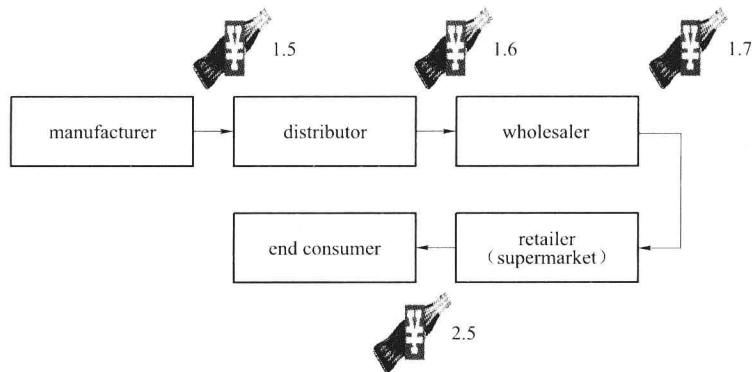 1.5
1.6
1.7
manufacturer
distributor
wholesaler
end consumer
retailer
（supermarket）
2.5